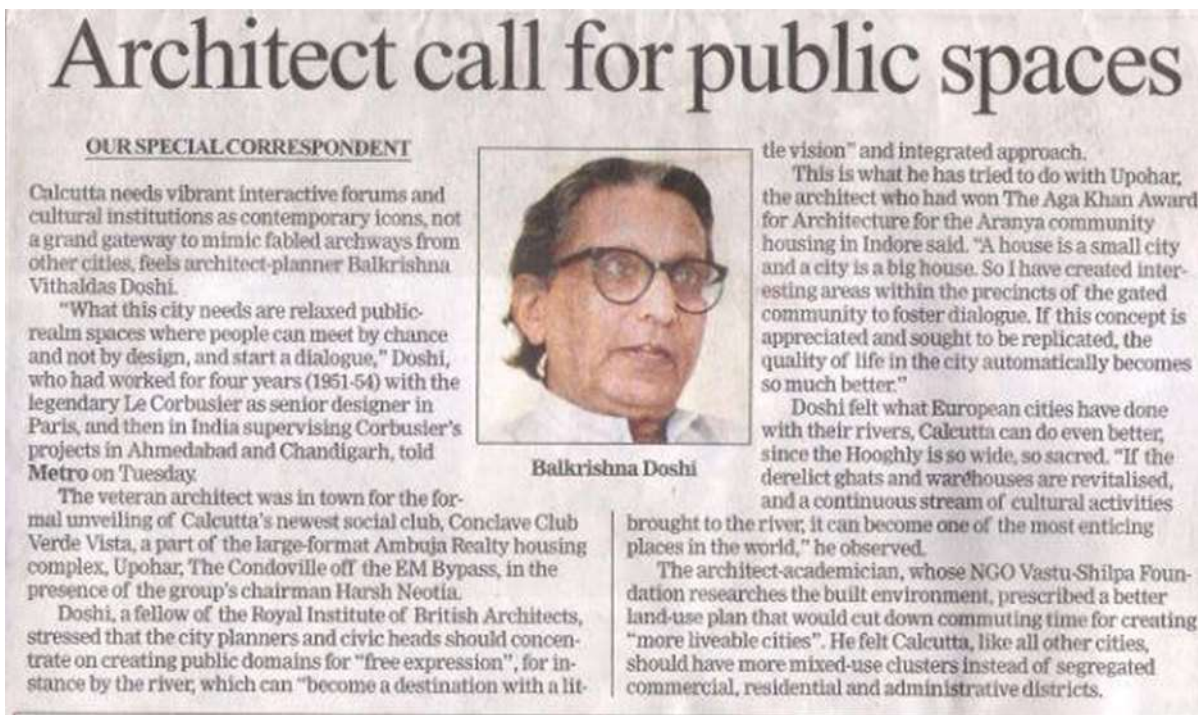 Architect call for public spaces
OUR SPECIAL CORRESPONDENT
Calcutta needs vibrant interactive forums and
cultural institutions as contemporary icons, not
a grand gateway to mimic fabled archways from
other cities, feels architect-planner Balkrishna
Vithaldas Doshi.
"What this city needs are relaxed public-
realm spaces where people can meet by chance
and not by design, and start a dialogue," Doshi,
who had worked for four years (1951-54) with the
legendary Le Corbusier as senior designer in
Paris, and then in India supervising Corbusier's
projects in Ahmedabad and Chandigarh, told
Metro on Tuesday.
The veteran architect was in town for the for-
mal unveiling of Calcutta's newest social club, Conclave Club
Verde Vista, a part of the large-format Ambuja Realty housing
complex, Upohar, The Condoville off the EM Bypass, in the
presence of the group's chairman Harsh Neotia.
Doshi, a fellow of the Royal Institute of British Architects,
stressed that the city planners and civic heads should concen-
trate on creating public domains for "free expression", for in-
stance by the river, which can "become a destination with a lit-
Balkrishna Doshi
tle vision" and integrated approach.
This is what he has tried to do with Upohar,
the architect who had won The Aga Khan Award
for Architecture for the Aranya community
housing in Indore said. "A house is a small city
and a city is a big house. So I have created inter-
esting areas within the precincts of the gated
community to foster dialogue. If this concept is
appreciated and sought to be replicated, the
quality of life in the city automatically becomes
so much better."
Doshi felt what European cities have done
with their rivers, Calcutta can do even better,
since the Hooghly is so wide, so sacred. "If the
derelict ghats and warehouses are revitalised,
and a continuous stream of cultural activities
brought to the river, it can become one of the most enticing
places in the world," he observed.
The architect-academician, whose NGO Vastu-Shilpa Foun-
dation researches the built environment, prescribed a better
land-use plan that would cut down commuting time for creating
"more liveable cities". He felt Calcutta, like all other cities,
should have more mixed-use clusters instead of segregated
commercial, residential and administrative districts.